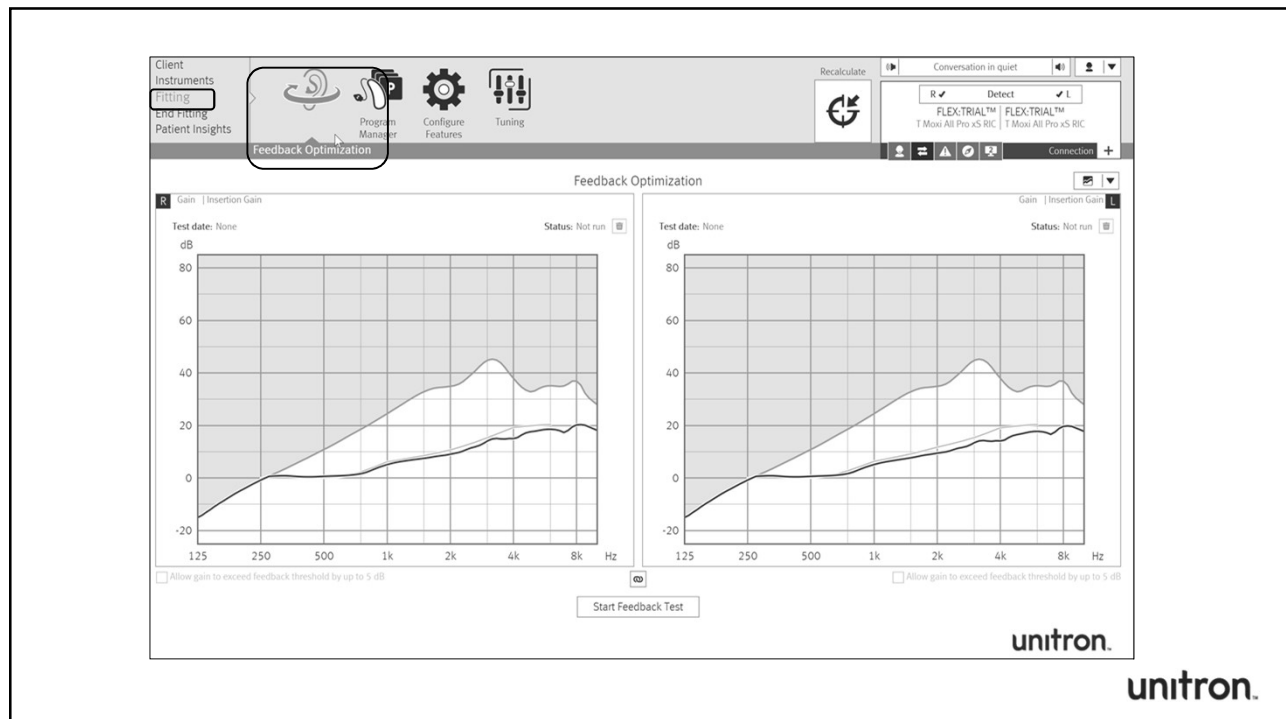 Client
Instruments
Fitting
End Fitting
Patient Insights
Program Manager
Configure Features
Tuning
Feedback Optimization
Recalculate
Conversation in quiet
R ✔ Detect ✔ L
FLEX:TRIAL™ | FLEX:TRIAL™
T Moxi All Pro xS RIC | T Moxi All Pro xS RIC
Connection +
Feedback Optimization
R Gain | Insertion Gain
Test date: None Status: Not run
dB
80
60
40
20
0
-20
125 250 500 1k 2k 4k 8k Hz
Allow gain to exceed feedback threshold by up to 5 dB
Gain | Insertion Gain L
Test date: None Status: Not run
dB
80
60
40
20
0
-20
125 250 500 1k 2k 4k 8k Hz
Allow gain to exceed feedback threshold by up to 5 dB
Start Feedback Test
unitron™
unitron™